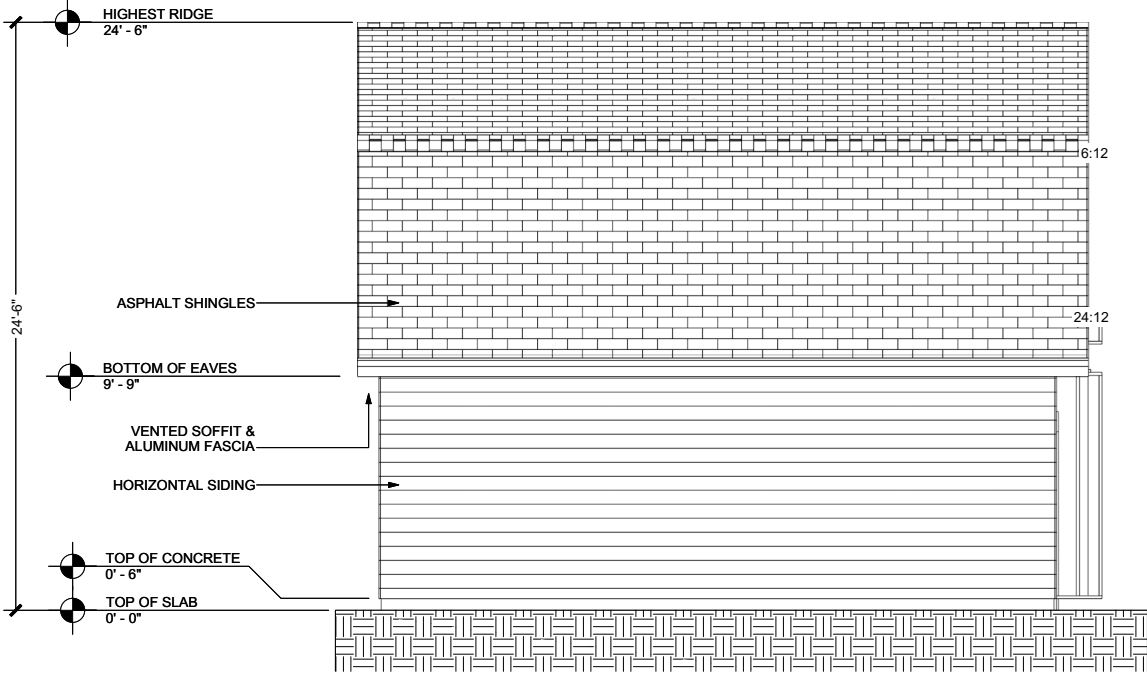 HIGHEST RIDGE
24' - 6"
6:12
ASPHALT SHINGLES
24'-6"
24:12
BOTTOM OF EAVES
9' - 9"
VENTED SOFFIT &
ALUMINUM FASCIA
HORIZONTAL SIDING
TOP OF CONCRETE
0' - 6"
TOP OF SLAB
0' - 0"